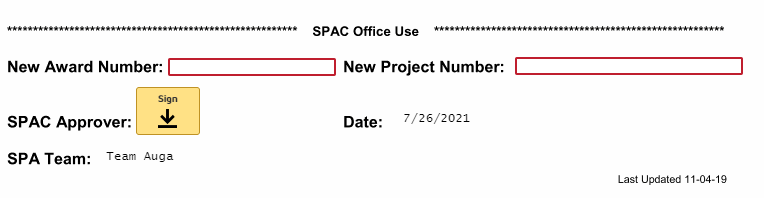 ******************************************************** SPAC Office Use ********************************************************
New Award Number: New Project Number:
Sign
SPAC Approver: Date: 7/26/2021
SPA Team: Team Auga
Last Updated 11-04-19